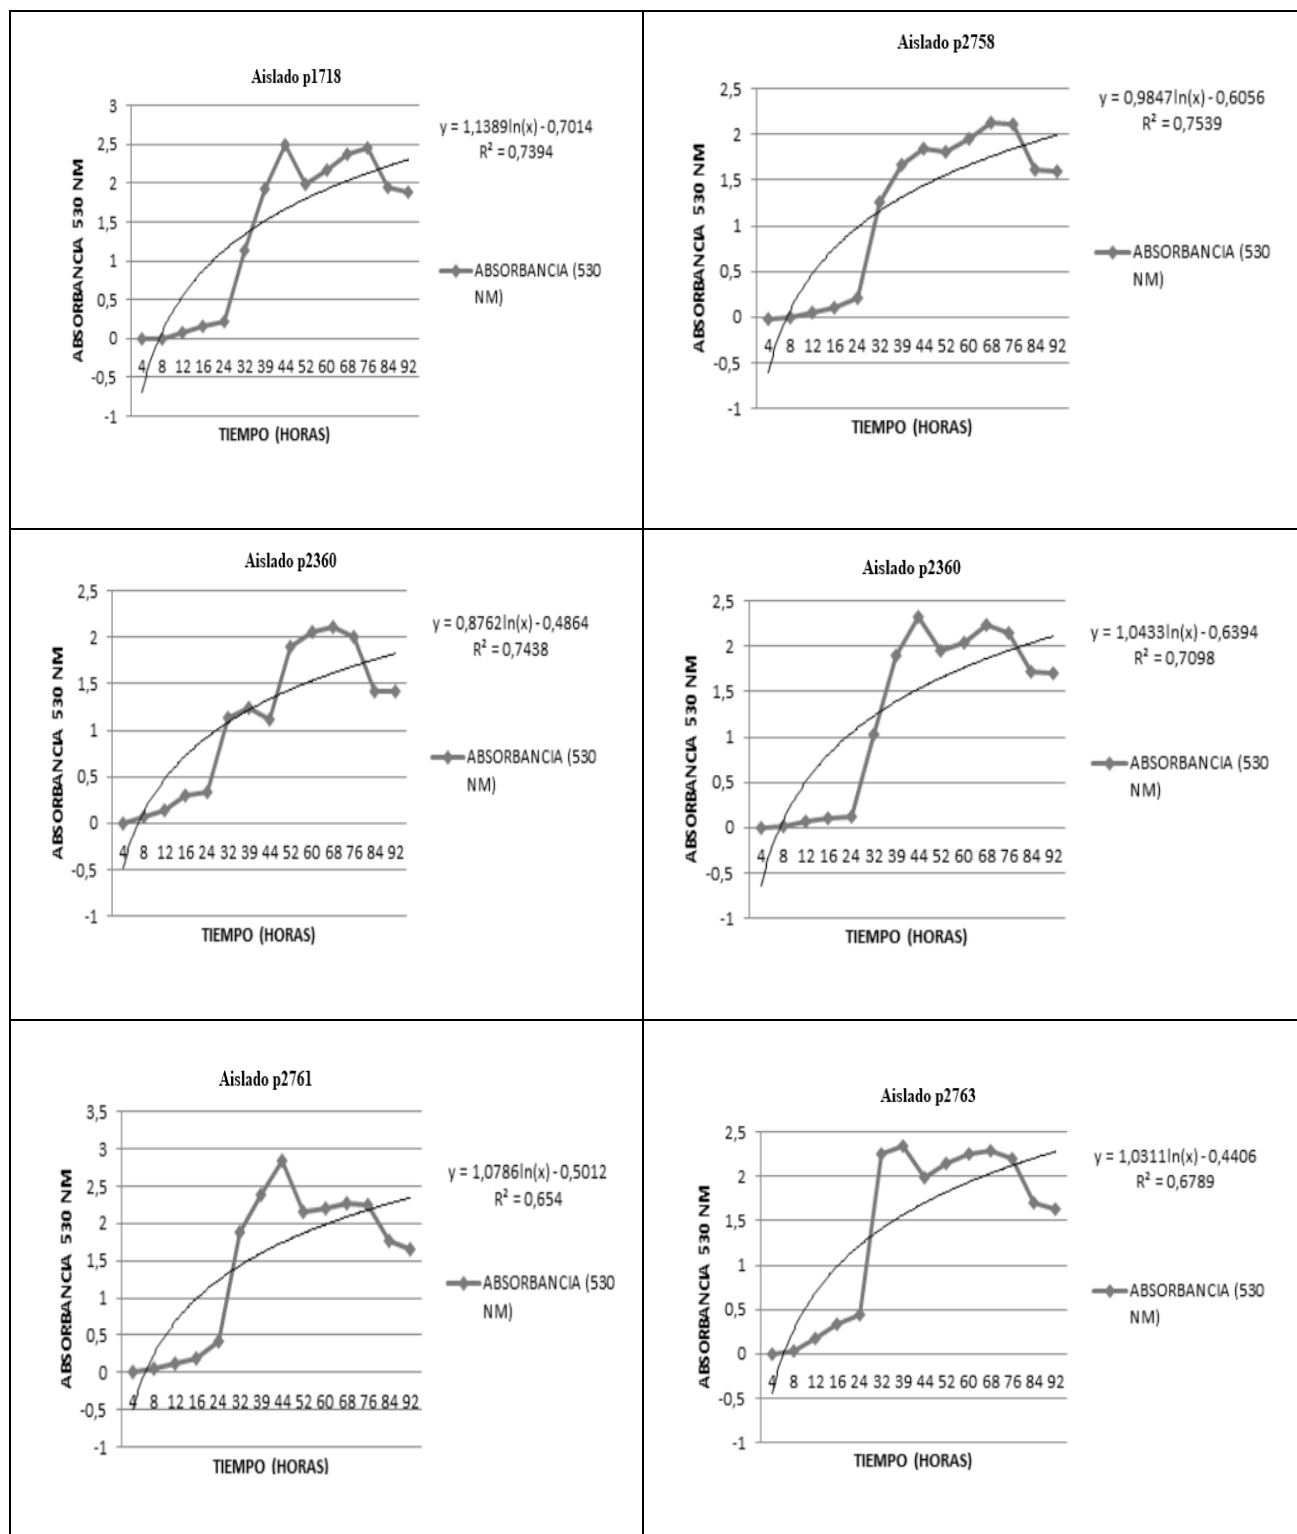 Aislado p1718
3
2,5
2
1,5
1
0,5
0
-0,5
-1
ABSORBANCIA 530 NM
4 8 12 16 24 32 39 44 52 60 68 76 84 92
TIEMPO (HORAS)
y = 1,1389ln(x) - 0,7014
R² = 0,7394
ABSORBANCIA (530
NM)
Aislado p2758
2,5
2
1,5
1
0,5
0
-0,5
-1
ABSORBANCIA 530 NM
4 8 12 16 24 32 39 44 52 60 68 76 84 92
TIEMPO (HORAS)
y = 0,9847ln(x) - 0,6056
R² = 0,7539
ABSORBANCIA (530
NM)
Aislado p2360
2,5
2
1,5
1
0,5
0
-0,5
-1
ABSORBANCIA 530 NM
4 8 12 16 24 32 39 44 52 60 68 76 84 92
TIEMPO (HORAS)
y = 0,8762ln(x) - 0,4864
R² = 0,7438
ABSORBANCIA (530
NM)
Aislado p2360
2,5
2
1,5
1
0,5
0
-0,5
-1
ABSORBANCIA 530 NM
4 8 12 16 24 32 39 44 52 60 68 76 84 92
TIEMPO (HORAS)
y = 1,0433ln(x) - 0,6394
R² = 0,7098
ABSORBANCIA (530
NM)
Aislado p2761
3,5
3
2,5
2
1,5
1
0,5
0
-0,5
-1
ABSORBANCIA 530 NM
4 8 12 16 24 32 39 44 52 60 68 76 84 92
TIEMPO (HORAS)
y = 1,0786ln(x) - 0,5012
R² = 0,654
ABSORBANCIA (530
NM)
Aislado p2763
2,5
2
1,5
1
0,5
0
-0,5
-1
ABSORBANCIA 530 NM
4 8 12 16 24 32 39 44 52 60 68 76 84 92
TIEMPO (HORAS)
y = 1,0311ln(x) - 0,4406
R² = 0,6789
ABSORBANCIA (530
NM)